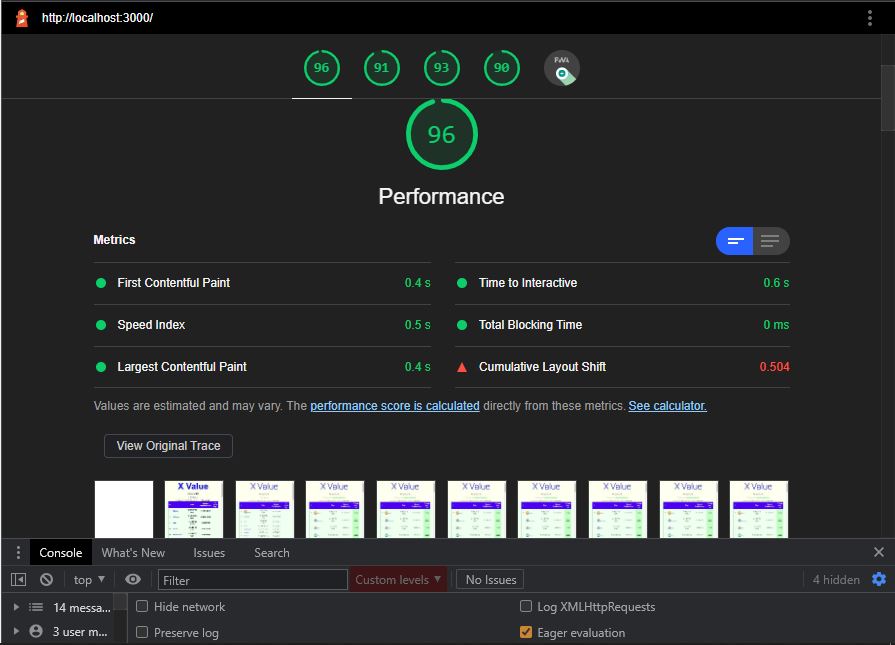 http://localhost:3000/
96 91 93 90 PWA
96
Performance
Metrics
First Contentful Paint 0.4 s Time to Interactive 0.6 s
Speed Index 0.5 s Total Blocking Time 0 ms
Largest Contentful Paint 0.4 s Cumulative Layout Shift 0.504
Values are estimated and may vary. The performance score is calculated directly from these metrics. See calculator.
View Original Trace
X Value X Value X Value X Value X Value X Value X Value X Value X Value
Console What's New Issues Search
top Filter Custom levels No Issues 4 hidden
14 messa... Hide network Log XMLHttpRequests
3 user m... Preserve log Eager evaluation